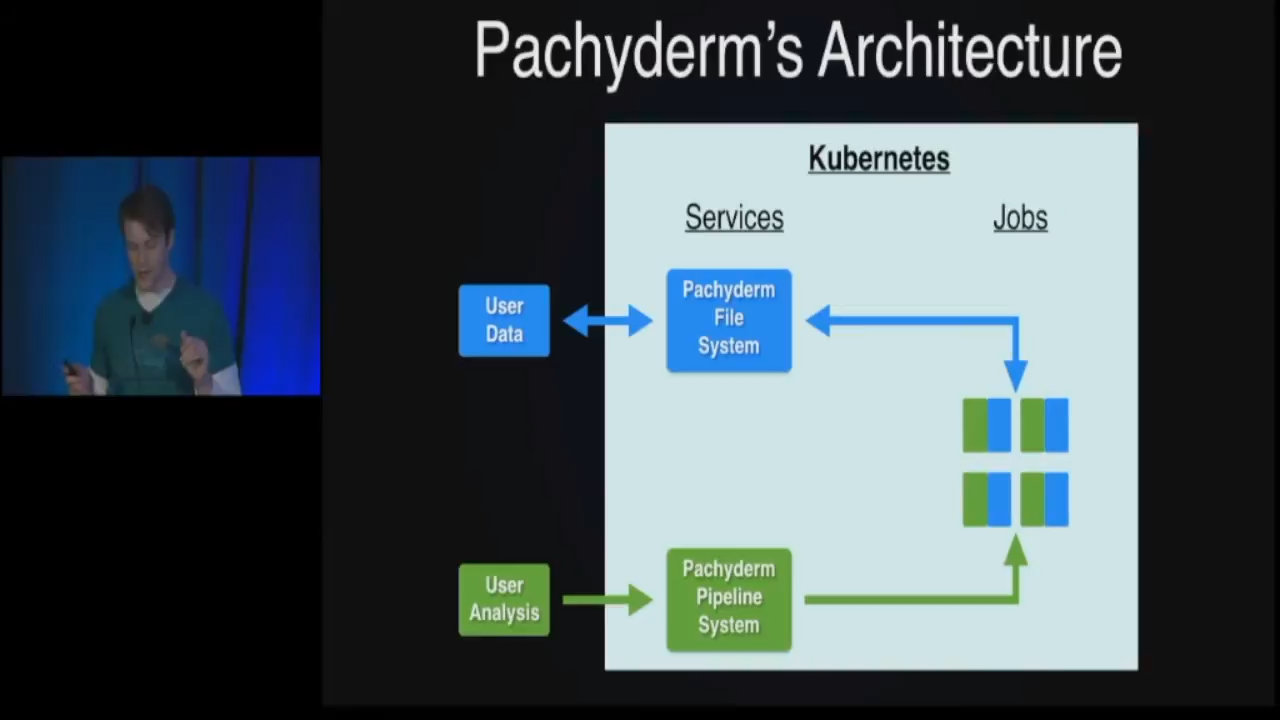 Pachyderm's Architecture
Kubernetes
Services
Jobs
User
Data
Pachyderm
File
System
User
Analysis
Pachyderm
Pipeline
System